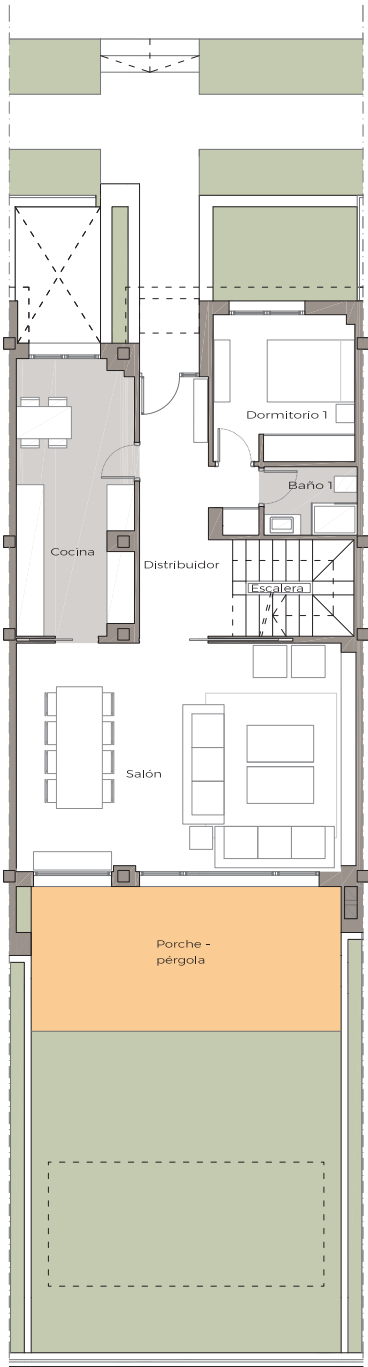 Dormitorio 1
Baño 1
Cocina
Distribuidor
Escalera
Salón
Porche -
pérgola